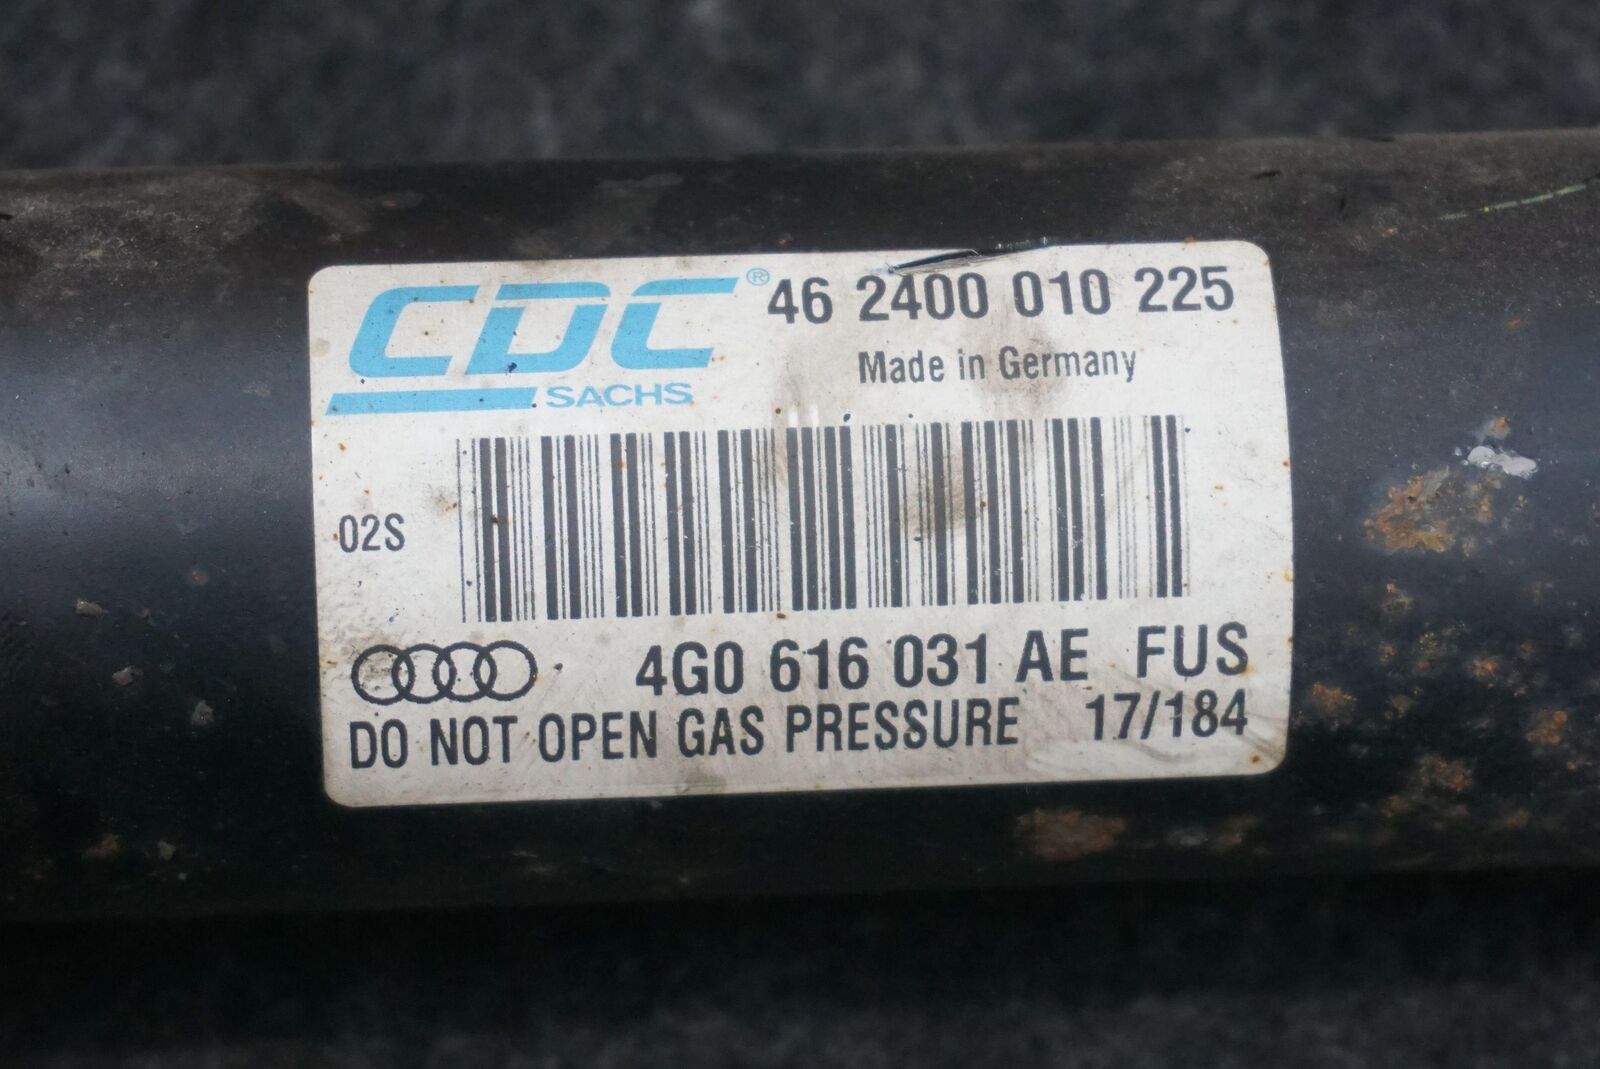 CDC® 46 2400 010 225
SACHS
Made in Germany
02S
4G0 616 031 AE FUS
DO NOT OPEN GAS PRESSURE 17/184